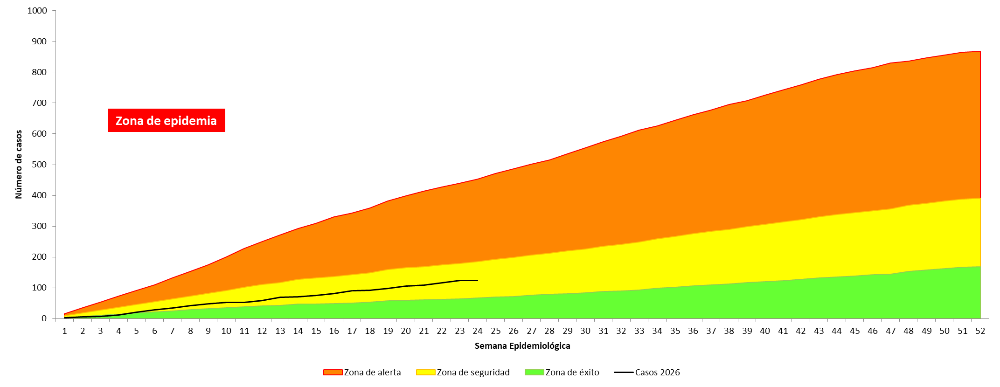 1000
900
800
700
600
500
400
300
200
100
0
Número de casos
Zona de epidemia
1 2 3 4 5 6 7 8 9 10 11 12 13 14 15 16 17 18 19 20 21 22 23 24 25 26 27 28 29 30 31 32 33 34 35 36 37 38 39 40 41 42 43 44 45 46 47 48 49 50 51 52
Semana Epidemiológica
Zona de alerta Zona de seguridad Zona de éxito Casos 2026